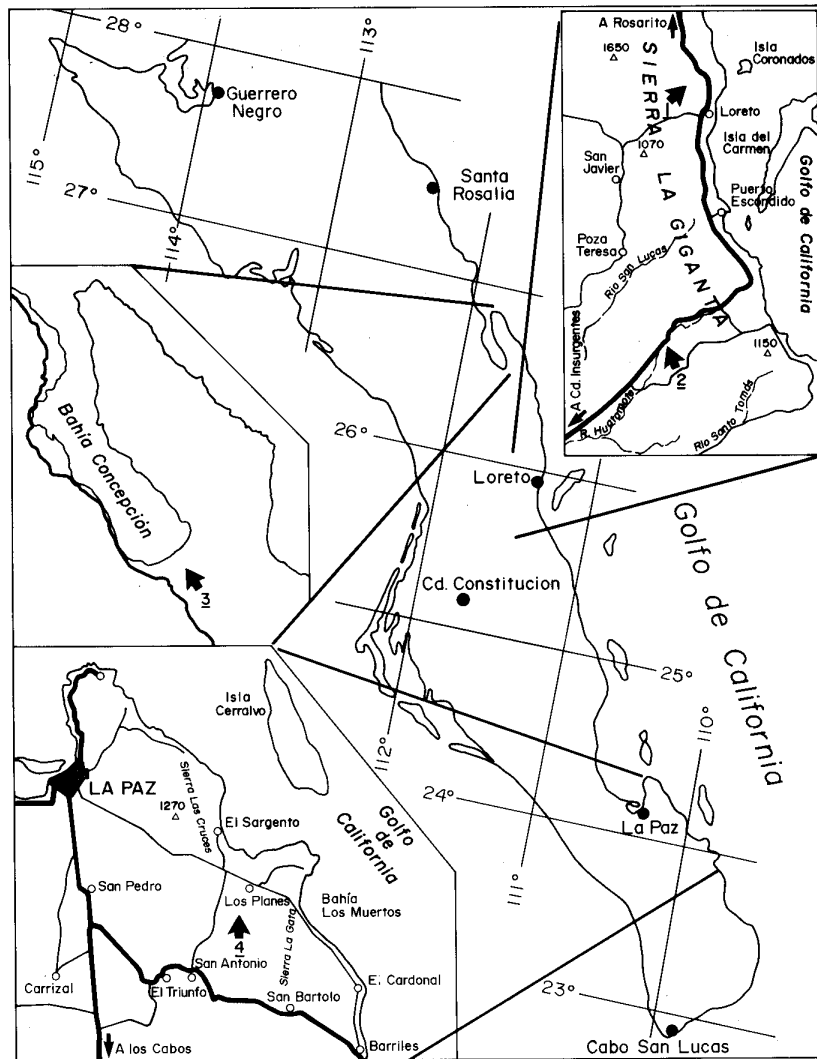 28°
113°
Guerrero
Negro
115°
27°
114°
Santa
Rosalia
A Rosarito
1650
SIERRA LA GIGANTA
Isla
Coronados
1
Loreto
Isla del
Carmen
1070
San
Javier
Puerto
Escondido
Golfo de California
Poza
Teresa
Rio San Lucas
A Cd. Insurgentes
1150
2
R. Huatamote
Rio Santo Tomás
Bahía Concepción
3
26°
Loreto
Cd. Constitucion
Golfo de California
25°
112°
110°
24°
La Paz
111°
23°
Cabo San Lucas
Isla
Cerralvo
LA PAZ
Sierra Las Cruces
1270
El Sargento
Golfo
de
California
San Pedro
Los Planes
Bahía
Los Muertos
4
Sierra La Gata
San Antonio
Carrizal
El Triunfo
San Bartolo
El Cardonal
Barriles
A los Cabos